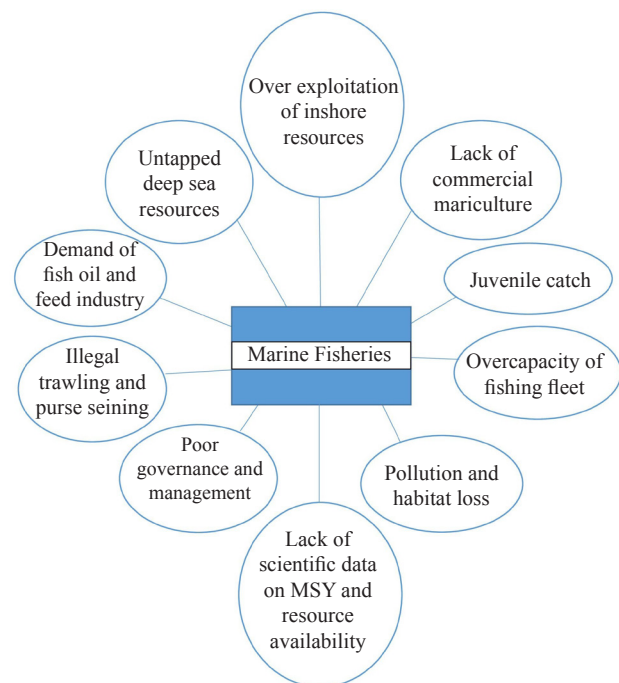 Over exploitation
of inshore
resources
Untapped
deep sea
resources
Lack of
commercial
mariculture
Demand of
fish oil and
feed industry
Juvenile catch
Marine Fisheries
Illegal
trawling and
purse seining
Overcapacity of
fishing fleet
Poor
governance and
management
Pollution and
habitat loss
Lack of
scientific data
on MSY and
resource
availability